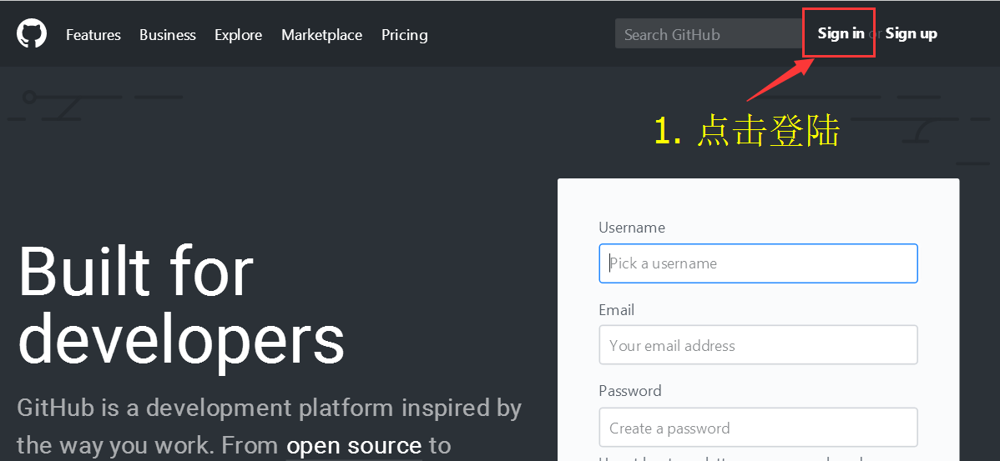 Features Business Explore Marketplace Pricing Search GitHub Sign in or Sign up
1. 点击登陆
Username
Pick a username
Email
Your email address
Password
Create a password
Built for
developers
GitHub is a development platform inspired by
the way you work. From open source to